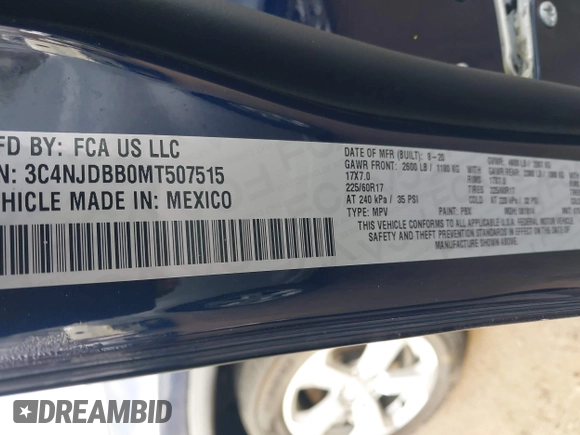 FD BY: FCA US LLC
N: 3C4NJDBB0MT507515
EHICLE MADE IN: MEXICO
DATE OF MFR (BUILT): 8-20
GAWR FRONT: 2600 LB / 1180 KG
17X7.0
225/60R17
AT 240 kPa / 35 PSI
TYPE: MPV
PAINT: PBX
THIS VEHICLE CONFORMS TO ALL APPLICABLE U.S.A. FEDERAL MOTOR VEHICLE
SAFETY AND THEFT PREVENTION STANDARDS IN EFFECT ON THE DATE OF
MANUFACTURE SHOWN ABOVE.
DREAMBID